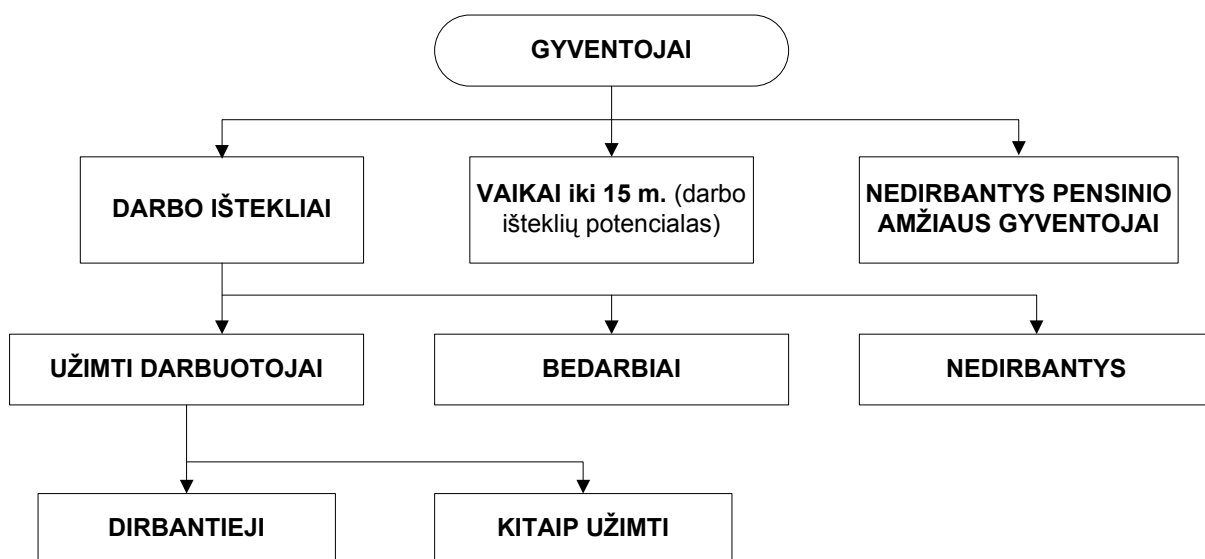 GYVENTOJAI
DARBO IŠTEKLIAI
VAIKAI iki 15 m. (darbo
išteklių potencialas)
NEDIRBANTYS PENSINIO
AMŽIAUS GYVENTOJAI
UŽIMTI DARBUOTOJAI
BEDARBIAI
NEDIRBANTYS
DIRBANTIEJI
KITAIP UŽIMTI